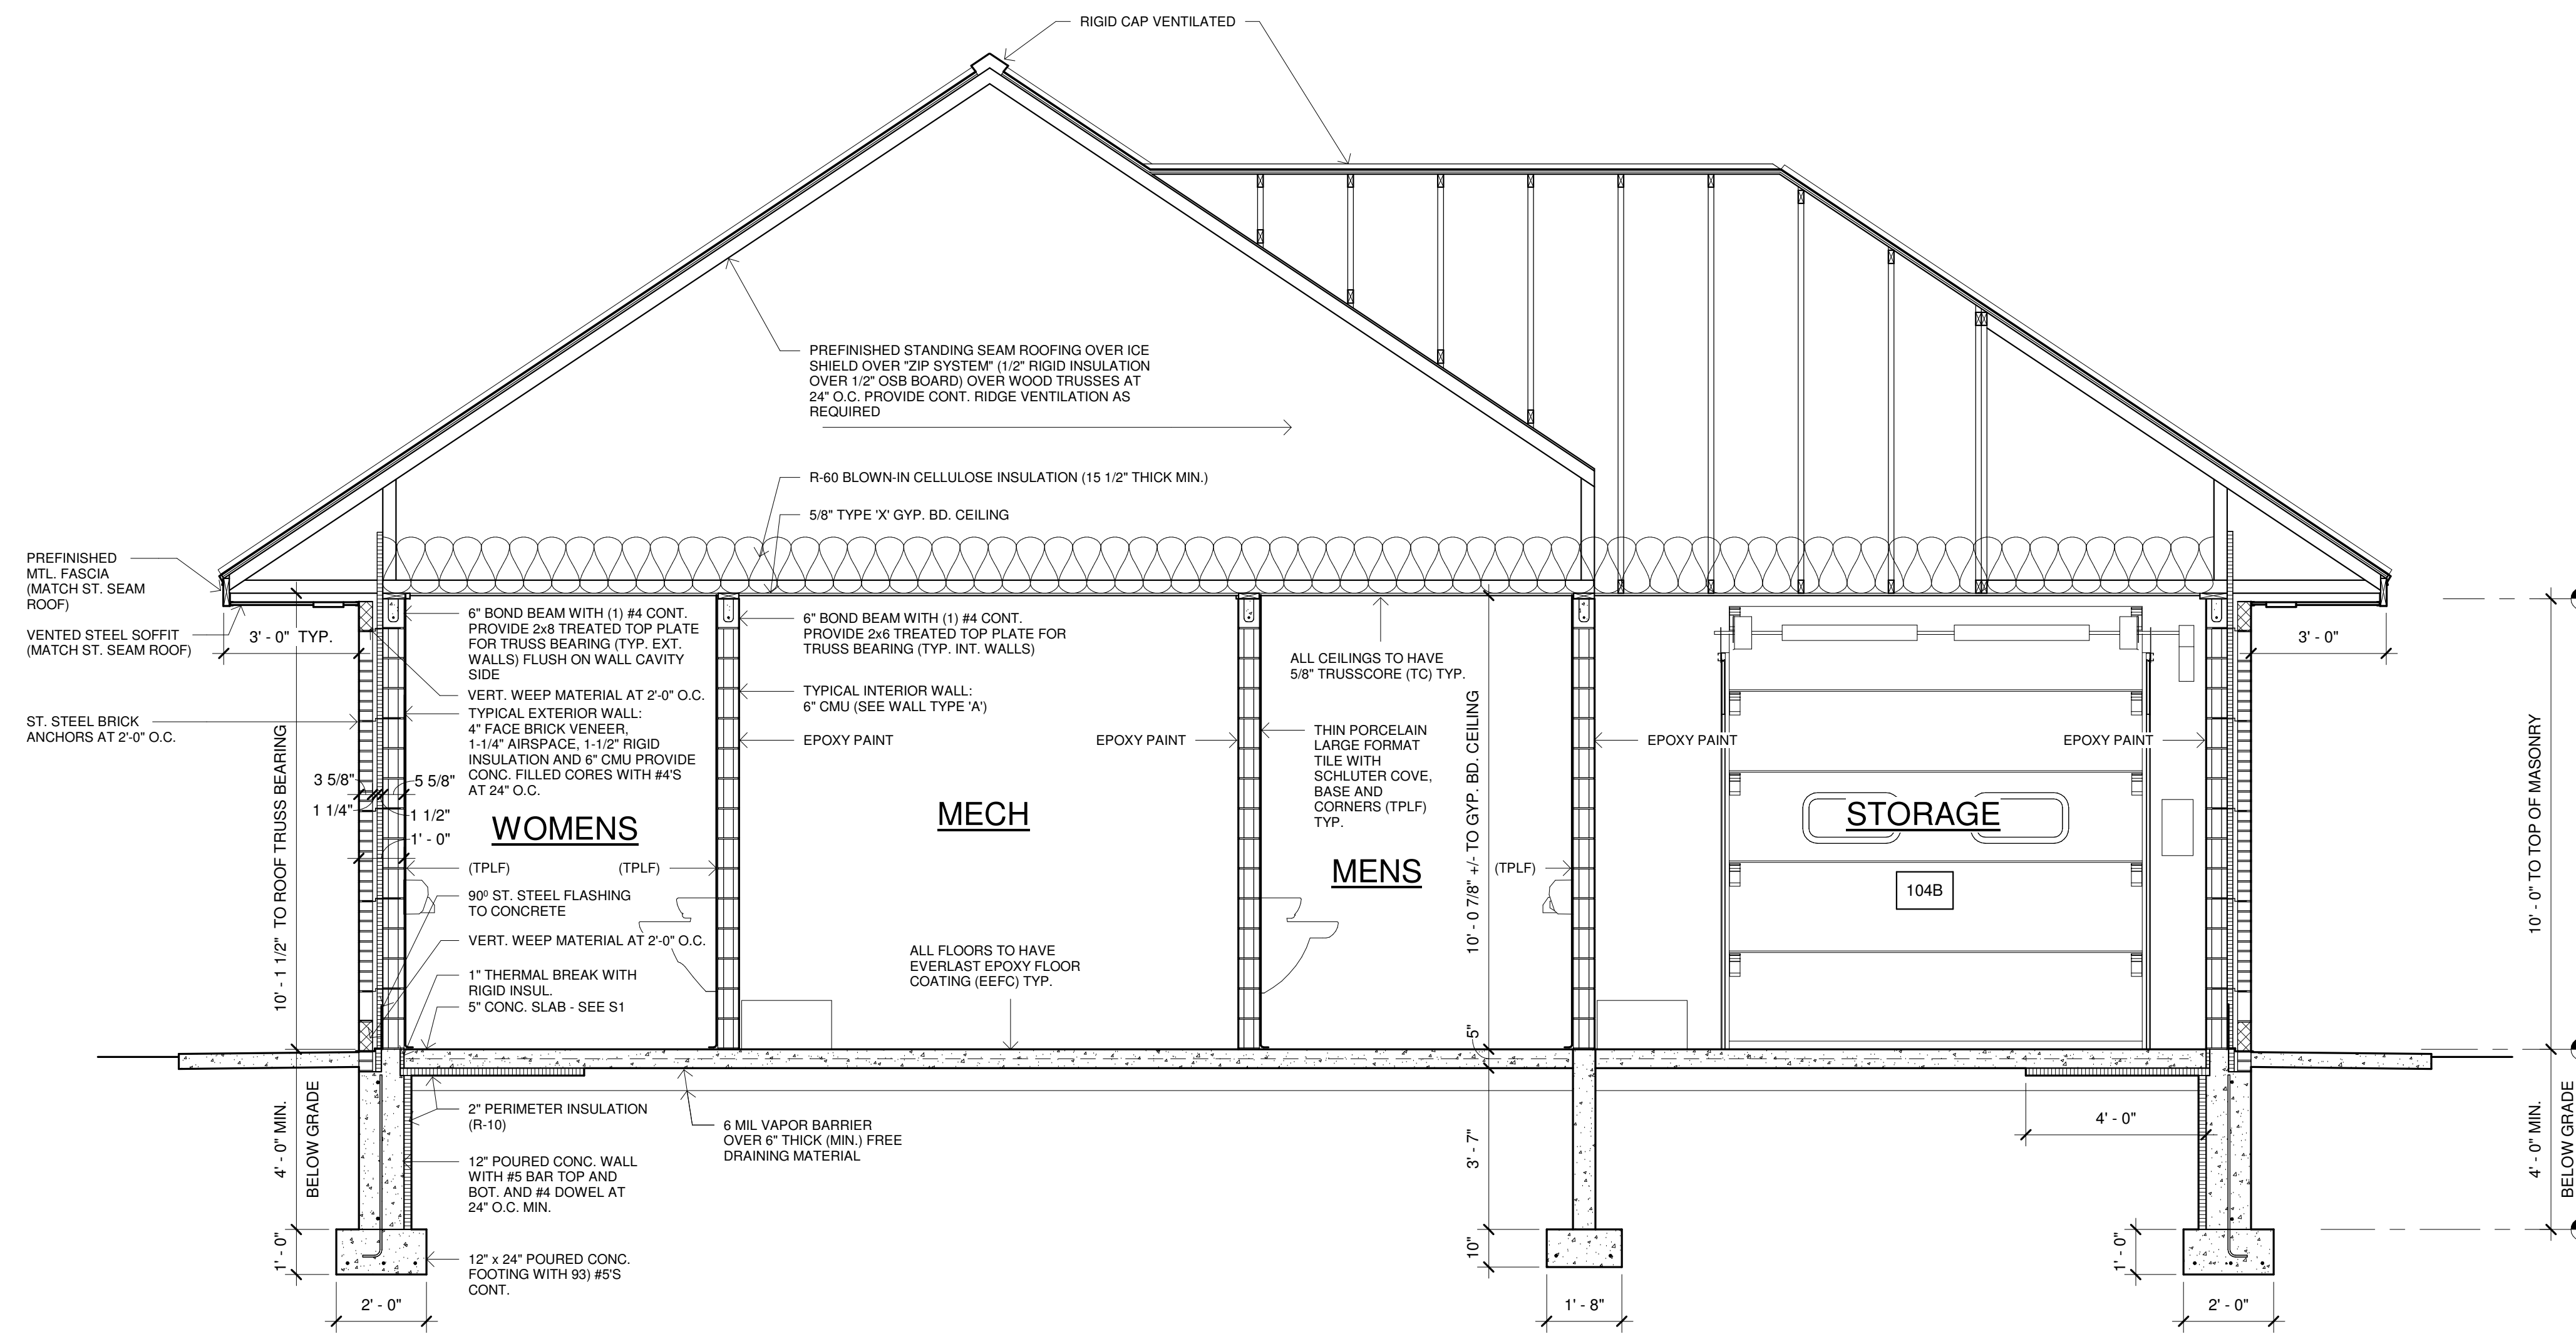 RIGID CAP VENTILATED
PREFINISHED STANDING SEAM ROOFING OVER ICE
SHIELD OVER "ZIP SYSTEM" (1/2" RIGID INSULATION
OVER 1/2" OSB BOARD) OVER WOOD TRUSSES AT
24" O.C. PROVIDE CONT. RIDGE VENTILATION AS
REQUIRED
R-60 BLOWN-IN CELLULOSE INSULATION (15 1/2" THICK MIN.)
5/8" TYPE 'X' GYP. BD. CEILING
PREFINISHED
MTL. FASCIA
(MATCH ST. SEAM
ROOF)
VENTED STEEL SOFFIT
(MATCH ST. SEAM ROOF)
3' - 0" TYP.
ST. STEEL BRICK
ANCHORS AT 2'-0" O.C.
10' - 1 1/2" TO ROOF TRUSS BEARING
3 5/8"
5 5/8"
1 1/4"
1 1/2"
1' - 0"
6" BOND BEAM WITH (1) #4 CONT.
PROVIDE 2x8 TREATED TOP PLATE
FOR TRUSS BEARING (TYP. EXT.
WALLS) FLUSH ON WALL CAVITY
SIDE
VERT. WEEP MATERIAL AT 2'-0" O.C.
TYPICAL EXTERIOR WALL:
4" FACE BRICK VENEER,
1-1/4" AIRSPACE, 1-1/2" RIGID
INSULATION AND 6" CMU PROVIDE
CONC. FILLED CORES WITH #4'S
AT 24" O.C.
WOMENS
(TPLF)
(TPLF)
90⁰ ST. STEEL FLASHING
TO CONCRETE
VERT. WEEP MATERIAL AT 2'-0" O.C.
1" THERMAL BREAK WITH
RIGID INSUL.
5" CONC. SLAB - SEE S1
6" BOND BEAM WITH (1) #4 CONT.
PROVIDE 2x6 TREATED TOP PLATE FOR
TRUSS BEARING (TYP. INT. WALLS)
TYPICAL INTERIOR WALL:
6" CMU (SEE WALL TYPE 'A')
EPOXY PAINT
EPOXY PAINT
MECH
ALL FLOORS TO HAVE
EVERLAST EPOXY FLOOR
COATING (EEFC) TYP.
ALL CEILINGS TO HAVE
5/8" TRUSSCORE (TC) TYP.
THIN PORCELAIN
LARGE FORMAT
TILE WITH
SCHLUTER COVE,
BASE AND
CORNERS (TPLF)
TYP.
MENS
(TPLF)
10' - 0 7/8" +/- TO GYP. BD. CEILING
5"
EPOXY PAINT
EPOXY PAINT
STORAGE
104B
3' - 0"
10' - 0" TO TOP OF MASONRY
4' - 0" MIN.
BELOW GRADE
1' - 0"
2' - 0"
2" PERIMETER INSULATION
(R-10)
12" POURED CONC. WALL
WITH #5 BAR TOP AND
BOT. AND #4 DOWEL AT
24" O.C. MIN.
12" x 24" POURED CONC.
FOOTING WITH 93) #5'S
CONT.
6 MIL VAPOR BARRIER
OVER 6" THICK (MIN.) FREE
DRAINING MATERIAL
3' - 7"
10"
1' - 8"
4' - 0"
1' - 0"
2' - 0"
4' - 0" MIN.
BELOW GRADE